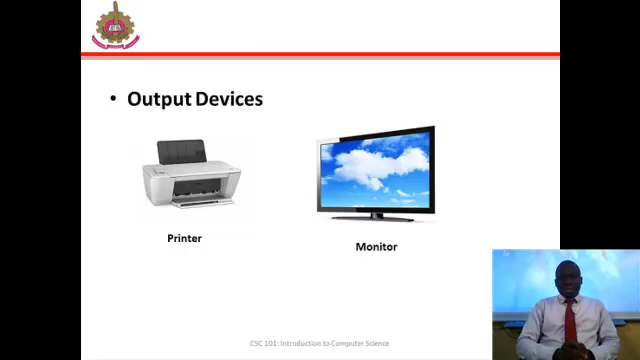 • Output Devices
Printer
Monitor
CSC 101: Introduction to Computer Science